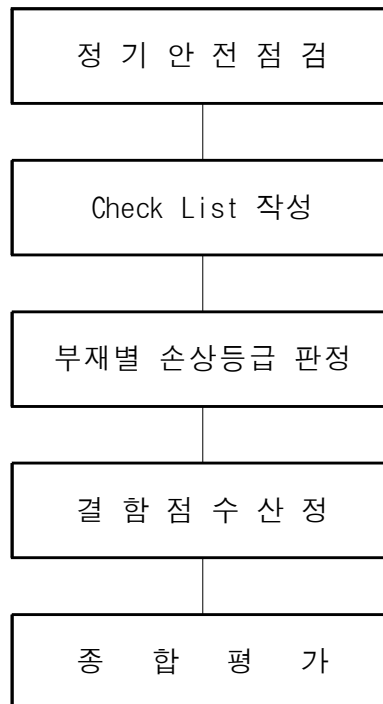 정 기 안 전 점 검
Check List 작성
부재별 손상등급 판정
결 함 점 수 산 정
종 합 평 가